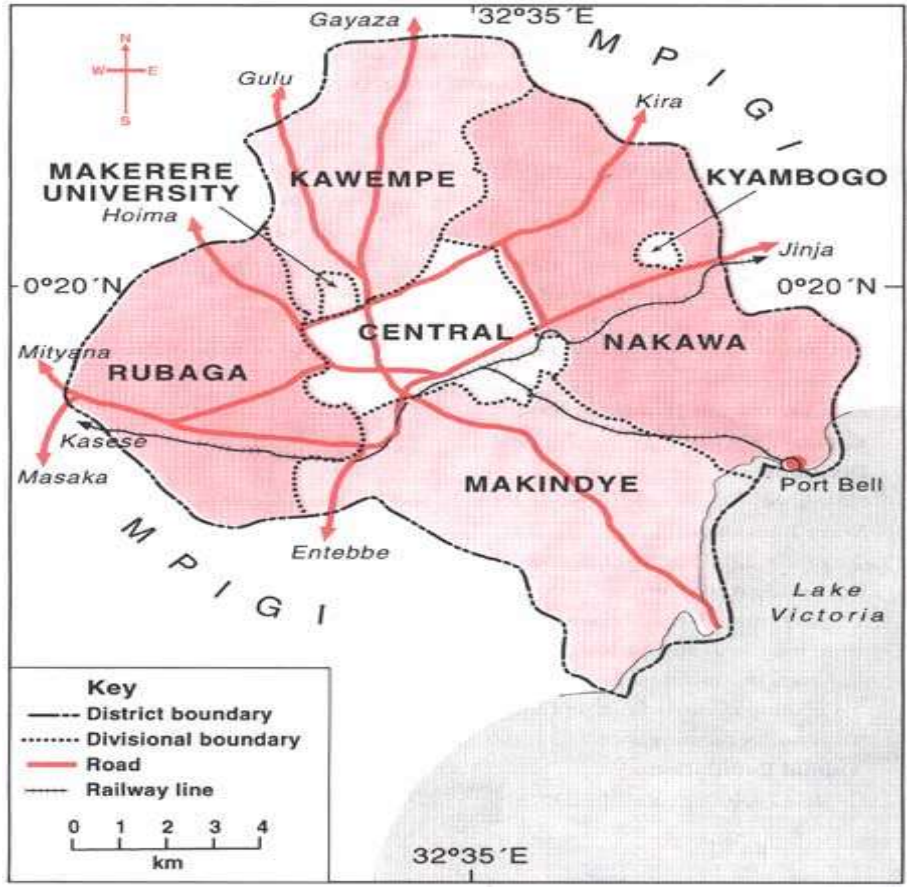 Gayaza
32°35´E
MPIGI
N
W E
S
Gulu
Kira
MAKERERE
UNIVERSITY
KAWEMPE
KYAMBOGO
Hoima
Jinja
0°20´N
0°20´N
CENTRAL
NAKAWA
Mityana
RUBAGA
Kasese
Masaka
MAKINDYE
Port Bell
Entebbe
MPIGI
Lake
Victoria
Key
District boundary
Divisional boundary
Road
Railway line
0 1 2 3 4
km
32°35´E